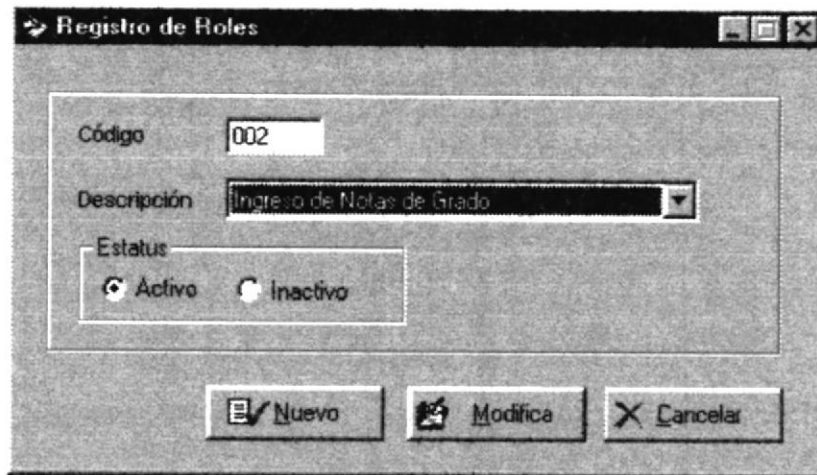 Registro de Roles
Código 002
Descripción Ingreso de Notas de Grado
Estatus
Activo Inactivo
Nuevo Modifica Cancelar